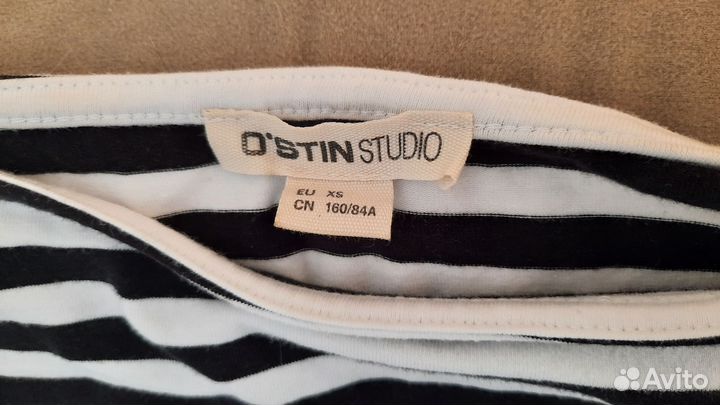 O'STIN STUDIO
EU XS
CN 160/84A
Avito